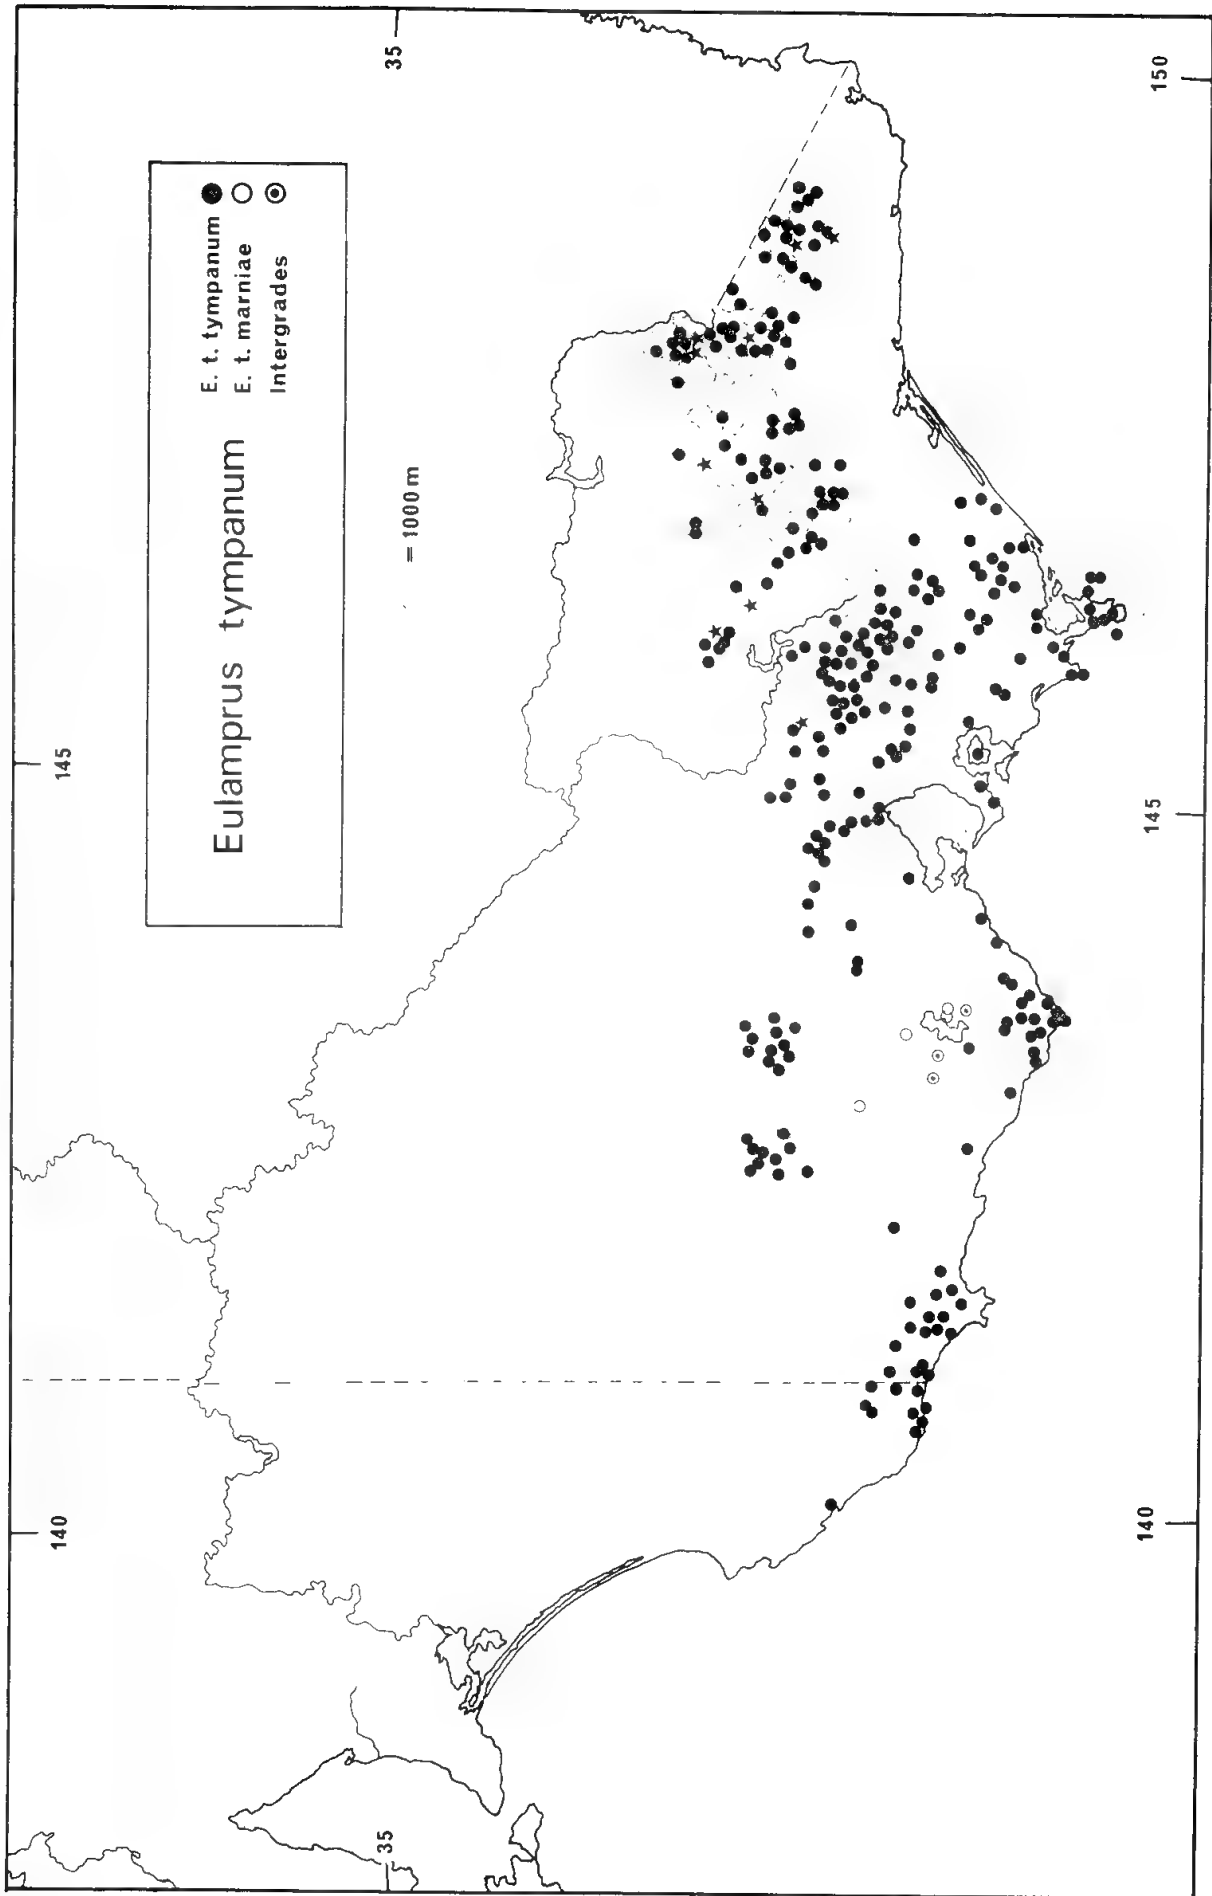 Eulamprus tympanum
E. t. tympanum
E. t. marniae
Intergrades
= 1000 m
140
145
35
35
140
145
150